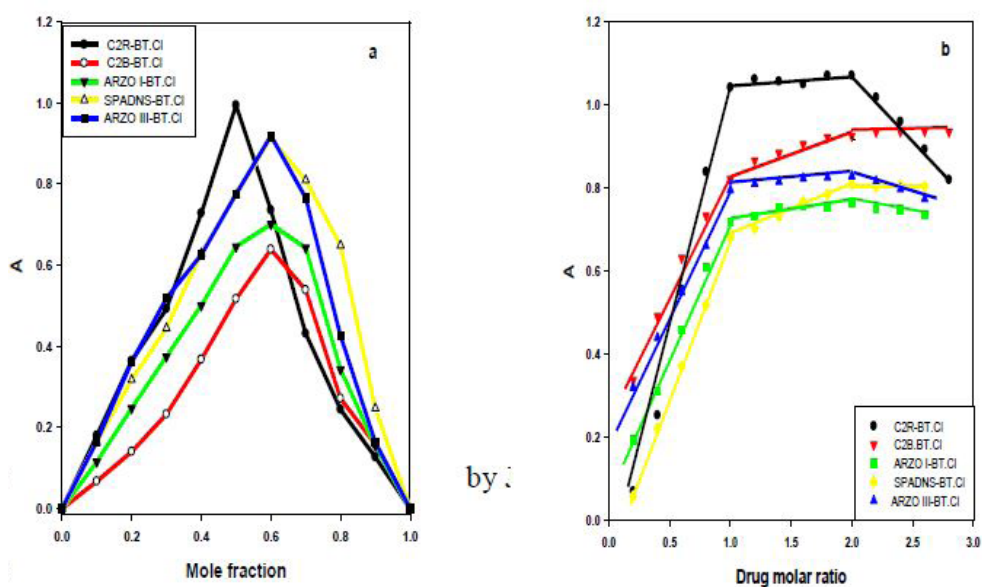 1.2
1.0
0.8
0.6
0.4
0.2
0.0
A
C2R-BT.Cl
C2B-BT.Cl
ARZO I-BT.Cl
SPADNS-BT.Cl
ARZO III-BT.Cl
a
0.0 0.2 0.4 0.6 0.8 1.0
Mole fraction
by
1.2
1.0
0.8
0.6
0.4
0.2
0.0
A
b
C2R-BT.Cl
C2B.BT.Cl
ARZO I-BT.Cl
SPADNS-BT.Cl
ARZO III-BT.Cl
0.0 0.5 1.0 1.5 2.0 2.5 3.0
Drug molar ratio